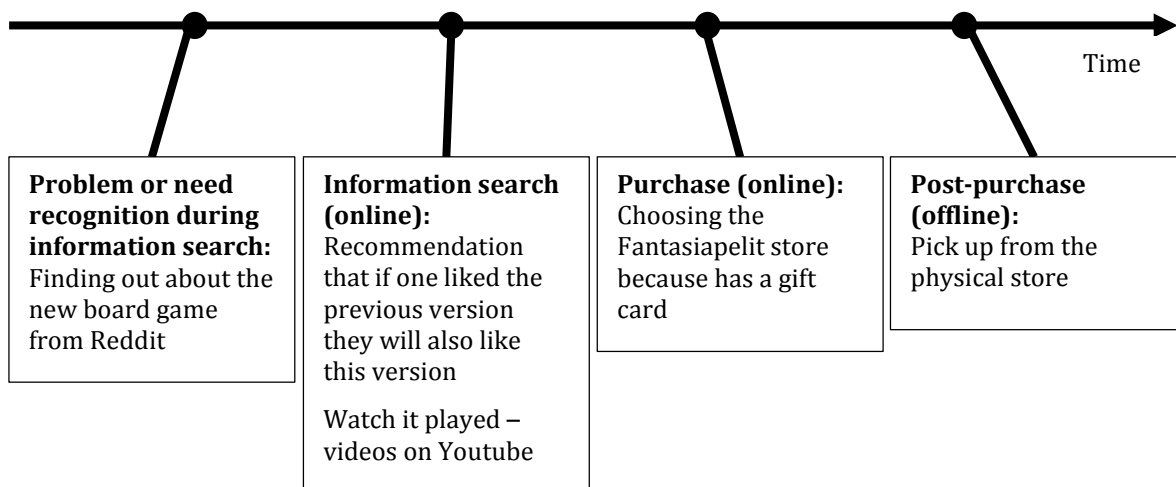 Time
Problem or need
recognition during
information search:
Finding out about the
new board game
from Reddit
Information search
(online):
Recommendation
that if one liked the
previous version
they will also like
this version
Watch it played –
videos on Youtube
Purchase (online):
Choosing the
Fantasiapelit store
because has a gift
card
Post-purchase
(offline):
Pick up from the
physical store